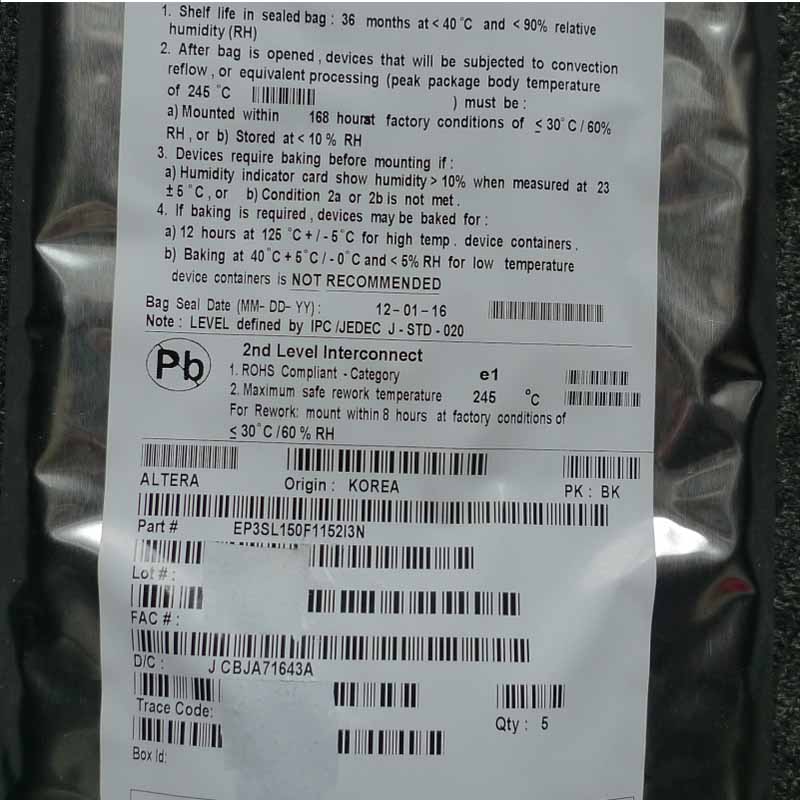 1. Shelf life in sealed bag : 36 months at < 40 °C and < 90% relative
humidity (RH)
2. After bag is opened , devices that will be subjected to convection
reflow , or equivalent processing (peak package body temperature
of 245 °C ) must be :
a) Mounted within 168 hourst at factory conditions of ≤ 30°C / 60%
RH , or b) Stored at < 10 % RH
3. Devices require baking before mounting if :
a) Humidity indicator card show humidity > 10% when measured at 23
± 5 °C , or b) Condition 2a or 2b is not met .
4. If baking is required , devices may be baked for :
a) 12 hours at 125 °C + / - 5°C for high temp . device containers .
b) Baking at 40°C + 5°C / - 0°C and < 5% RH for low temperature
device containers is NOT RECOMMENDED
Bag Seal Date (MM- DD- YY) : 12-01-16
Note : LEVEL defined by IPC /JEDEC J - STD - 020
Pb
2nd Level Interconnect
1. ROHS Compliant - Category e1
2. Maximum safe rework temperature 245 °C
For Rework: mount within 8 hours at factory conditions of
≤ 30°C /60 % RH
ALTERA Origin : KOREA PK : BK
Part # EP3SL150F1152I3N
Lot # :
FAC # :
D/C : J CBJA71643A
Trace Code: Qty : 5
Box Id: